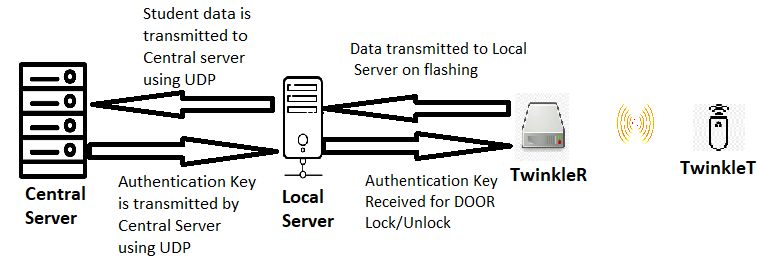 Student data is
transmitted to
Central server
using UDP
Data transmitted to Local
Server on flashing
Central
Server
Authentication Key
is transmitted by
Central Server
using UDP
Local
Server
Authentication Key
Received for DOOR
Lock/Unlock
TwinkleR
TwinkleT